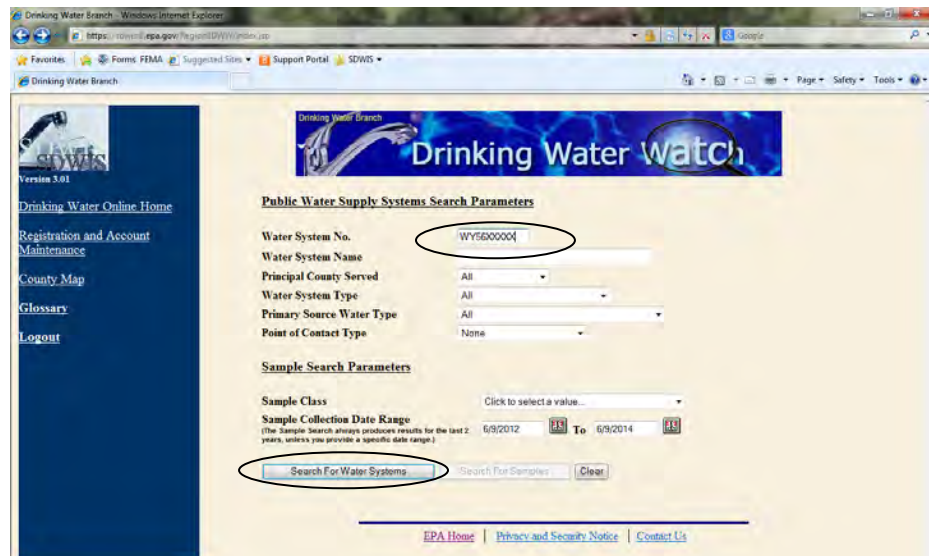 Drinking Water Branch - Windows Internet Explorer
epa.gov
Google
Favorites Forms FEMA Suggested Sites Support Portal SDWIS
Drinking Water Branch
Page Safety Tools
SDWIS
Version 3.01
Drinking Water Online Home
Registration and Account
Maintenance
County Map
Glossary
Logout
Drinking Water Branch
Drinking Water Watch
Public Water Supply Systems Search Parameters
Water System No. WY56XXXXX
Water System Name
Principal County Served All
Water System Type All
Primary Source Water Type All
Point of Contact Type None
Sample Search Parameters
Sample Class Click to select a value...
Sample Collection Date Range
(The Sample Search always produces results for the last 2
years, unless you provide a specific date range.)
6/9/2012 To 6/9/2014
Search For Water Systems Search For Samples Clear
EPA Home | Privacy and Security Notice | Contact Us